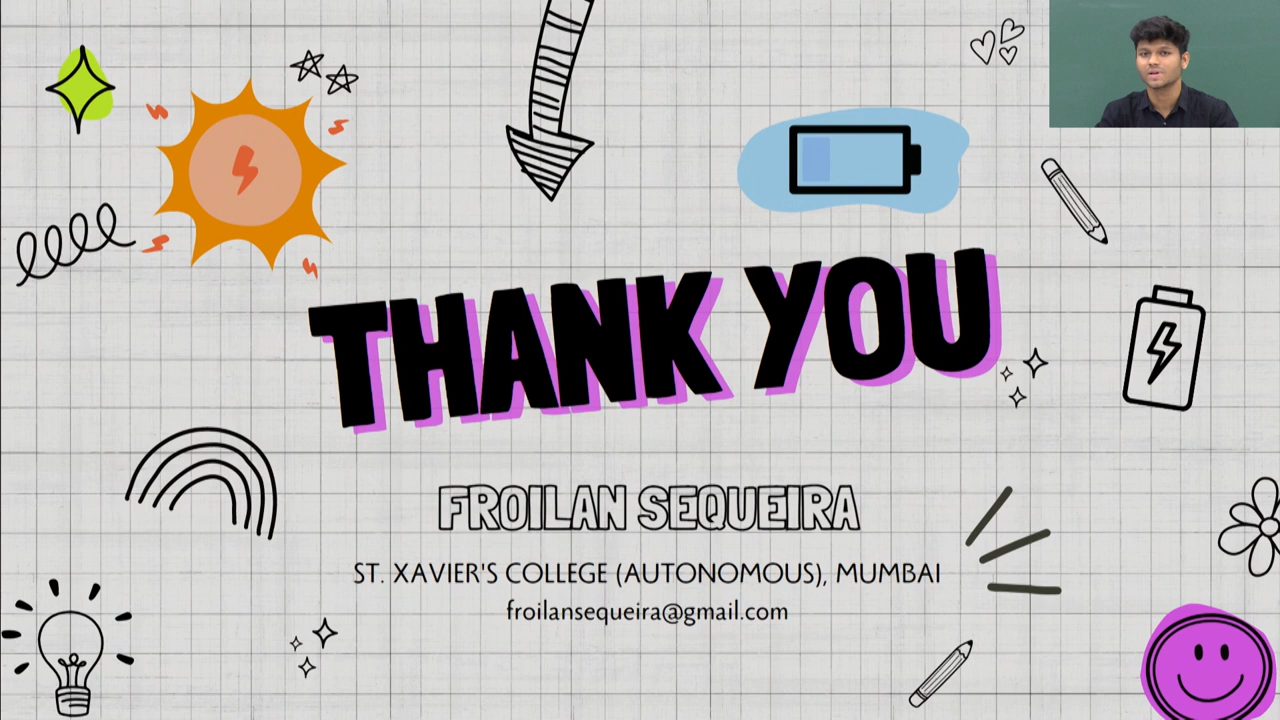 THANK YOU
FROILAN SEQUEIRA
ST. XAVIER'S COLLEGE (AUTONOMOUS), MUMBAI
froilansequeira@gmail.com